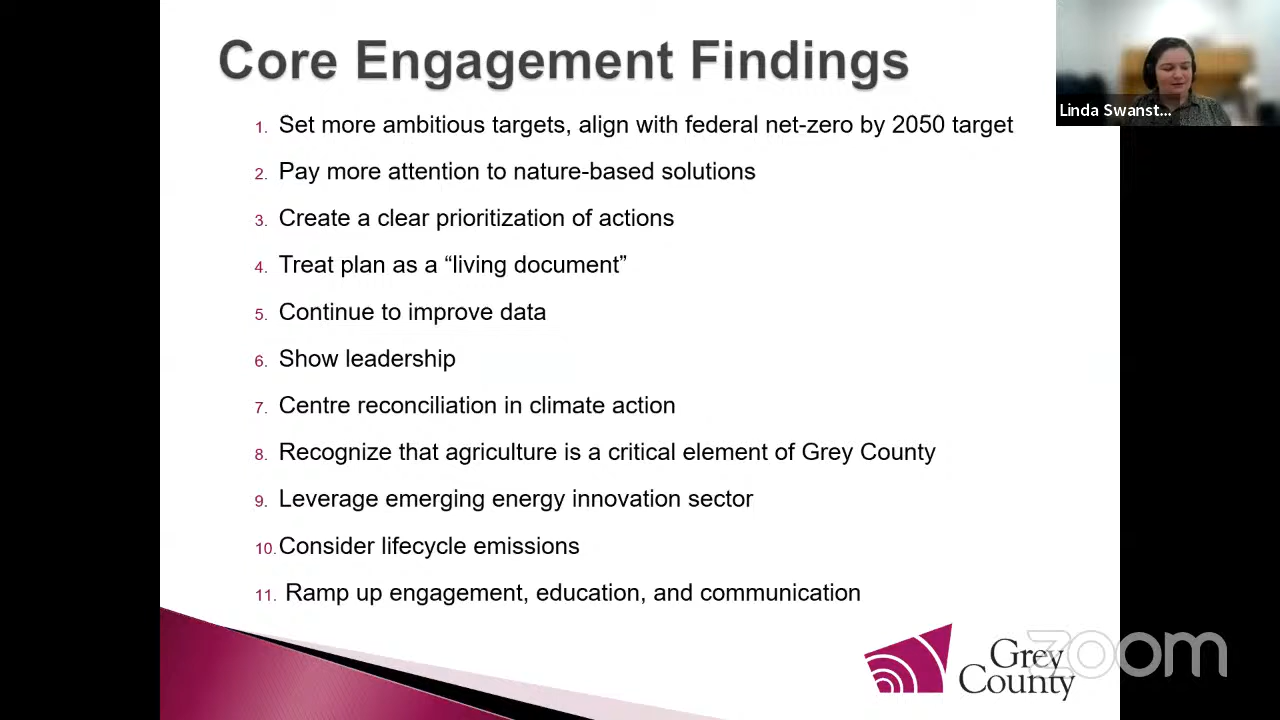 Core Engagement Findings
1. Set more ambitious targets, align with federal net-zero by 2050 target
2. Pay more attention to nature-based solutions
3. Create a clear prioritization of actions
4. Treat plan as a “living document”
5. Continue to improve data
6. Show leadership
7. Centre reconciliation in climate action
8. Recognize that agriculture is a critical element of Grey County
9. Leverage emerging energy innovation sector
10. Consider lifecycle emissions
11. Ramp up engagement, education, and communication
Linda Swanst...
Grey
County
zoom